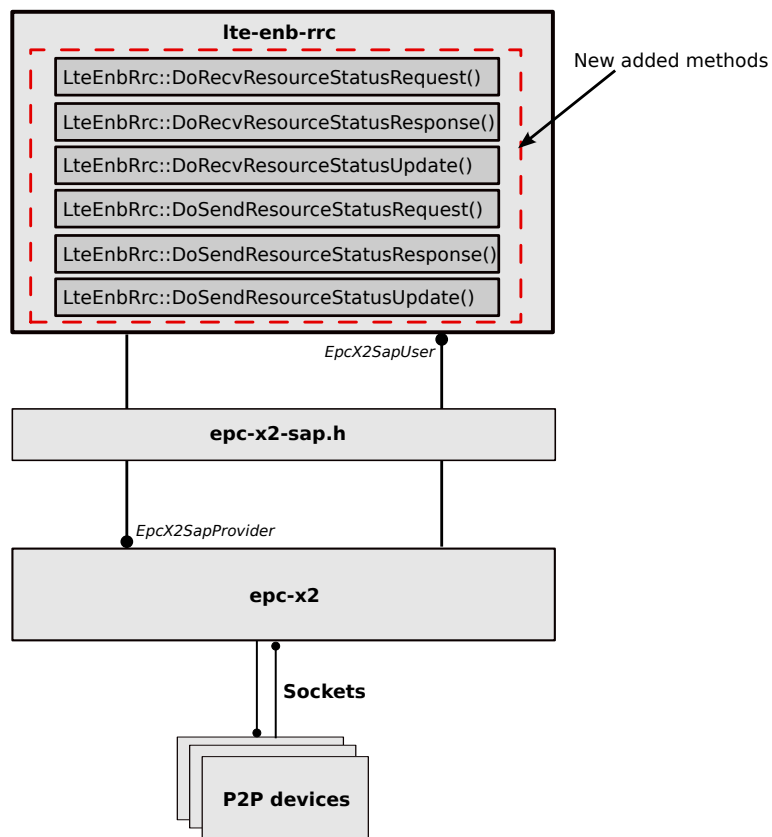 lte-enb-rrc
New added methods
LteEnbRrc::DoRecvResourceStatusRequest()
LteEnbRrc::DoRecvResourceStatusResponse()
LteEnbRrc::DoRecvResourceStatusUpdate()
LteEnbRrc::DoSendResourceStatusRequest()
LteEnbRrc::DoSendResourceStatusResponse()
LteEnbRrc::DoSendResourceStatusUpdate()
EpcX2SapUser
epc-x2-sap.h
EpcX2SapProvider
epc-x2
Sockets
P2P devices